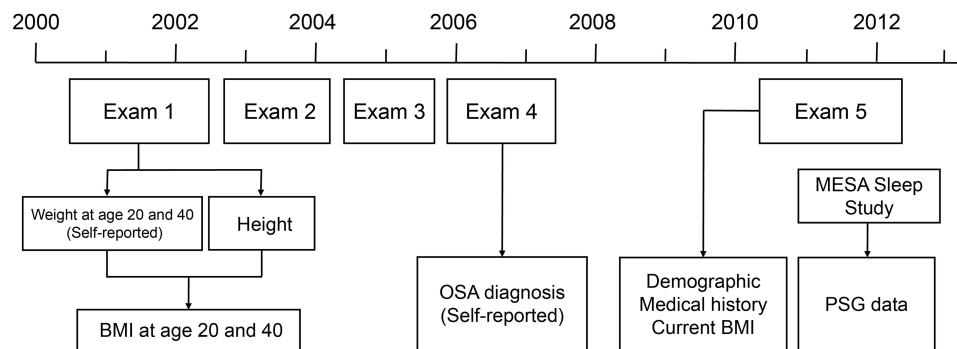 2000 2002 2004 2006 2008 2010 2012
Exam 1 Exam 2 Exam 3 Exam 4 Exam 5
MESA Sleep
Study
Weight at age 20 and 40
(Self-reported)
Height
OSA diagnosis
(Self-reported)
Demographic
Medical history
Current BMI
PSG data
BMI at age 20 and 40